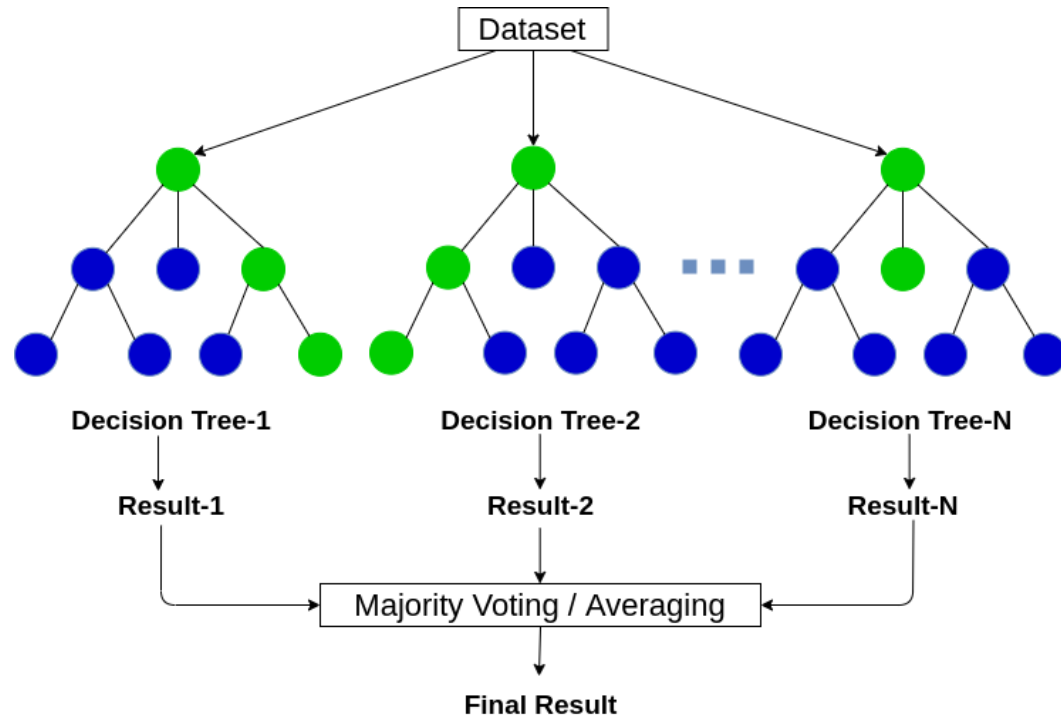 Dataset
Decision Tree-1
Decision Tree-2
Decision Tree-N
Result-1
Result-2
Result-N
Majority Voting / Averaging
Final Result